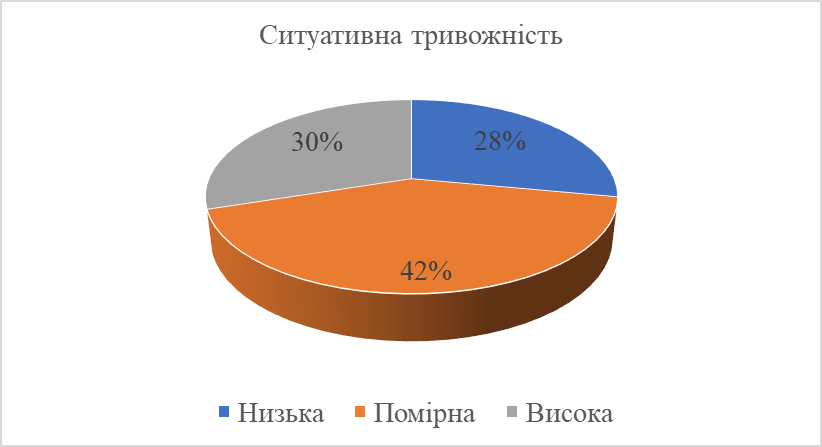 Ситуативна тривожність
30%
28%
42%
Низька
Помірна
Висока